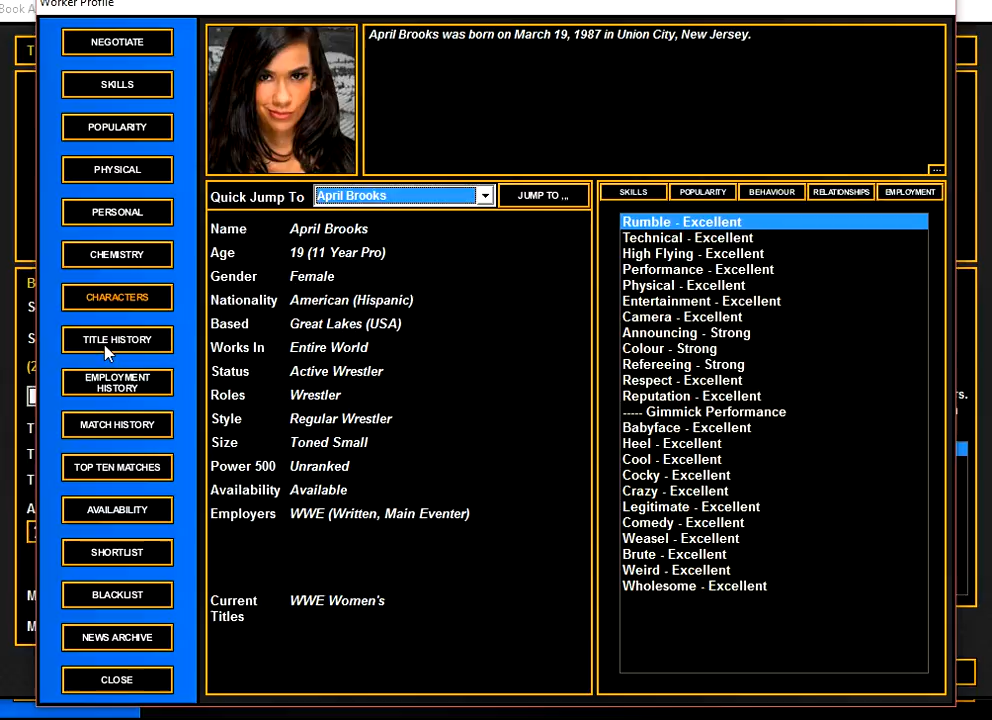 Book A
Worker Profile
NEGOTIATE
SKILLS
POPULARITY
PHYSICAL
PERSONAL
CHEMISTRY
CHARACTERS
TITLE HISTORY
EMPLOYMENT
HISTORY
MATCH HISTORY
TOP TEN MATCHES
AVAILABILITY
SHORTLIST
BLACKLIST
NEWS ARCHIVE
CLOSE
April Brooks was born on March 19, 1987 in Union City, New Jersey.
...
Quick Jump To April Brooks JUMP TO ...
Name April Brooks
Age 19 (11 Year Pro)
Gender Female
Nationality American (Hispanic)
Based Great Lakes (USA)
Works In Entire World
Status Active Wrestler
Roles Wrestler
Style Regular Wrestler
Size Toned Small
Power 500 Unranked
Availability Available
Employers WWE (Written, Main Eventer)
Current WWE Women's
Titles
SKILLS POPULARITY BEHAVIOUR RELATIONSHIPS EMPLOYMENT
Rumble - Excellent
Technical - Excellent
High Flying - Excellent
Performance - Excellent
Physical - Excellent
Entertainment - Excellent
Camera - Excellent
Announcing - Strong
Colour - Strong
Refereeing - Strong
Respect - Excellent
Reputation - Excellent
----- Gimmick Performance
Babyface - Excellent
Heel - Excellent
Cool - Excellent
Cocky - Excellent
Crazy - Excellent
Legitimate - Excellent
Comedy - Excellent
Weasel - Excellent
Brute - Excellent
Weird - Excellent
Wholesome - Excellent